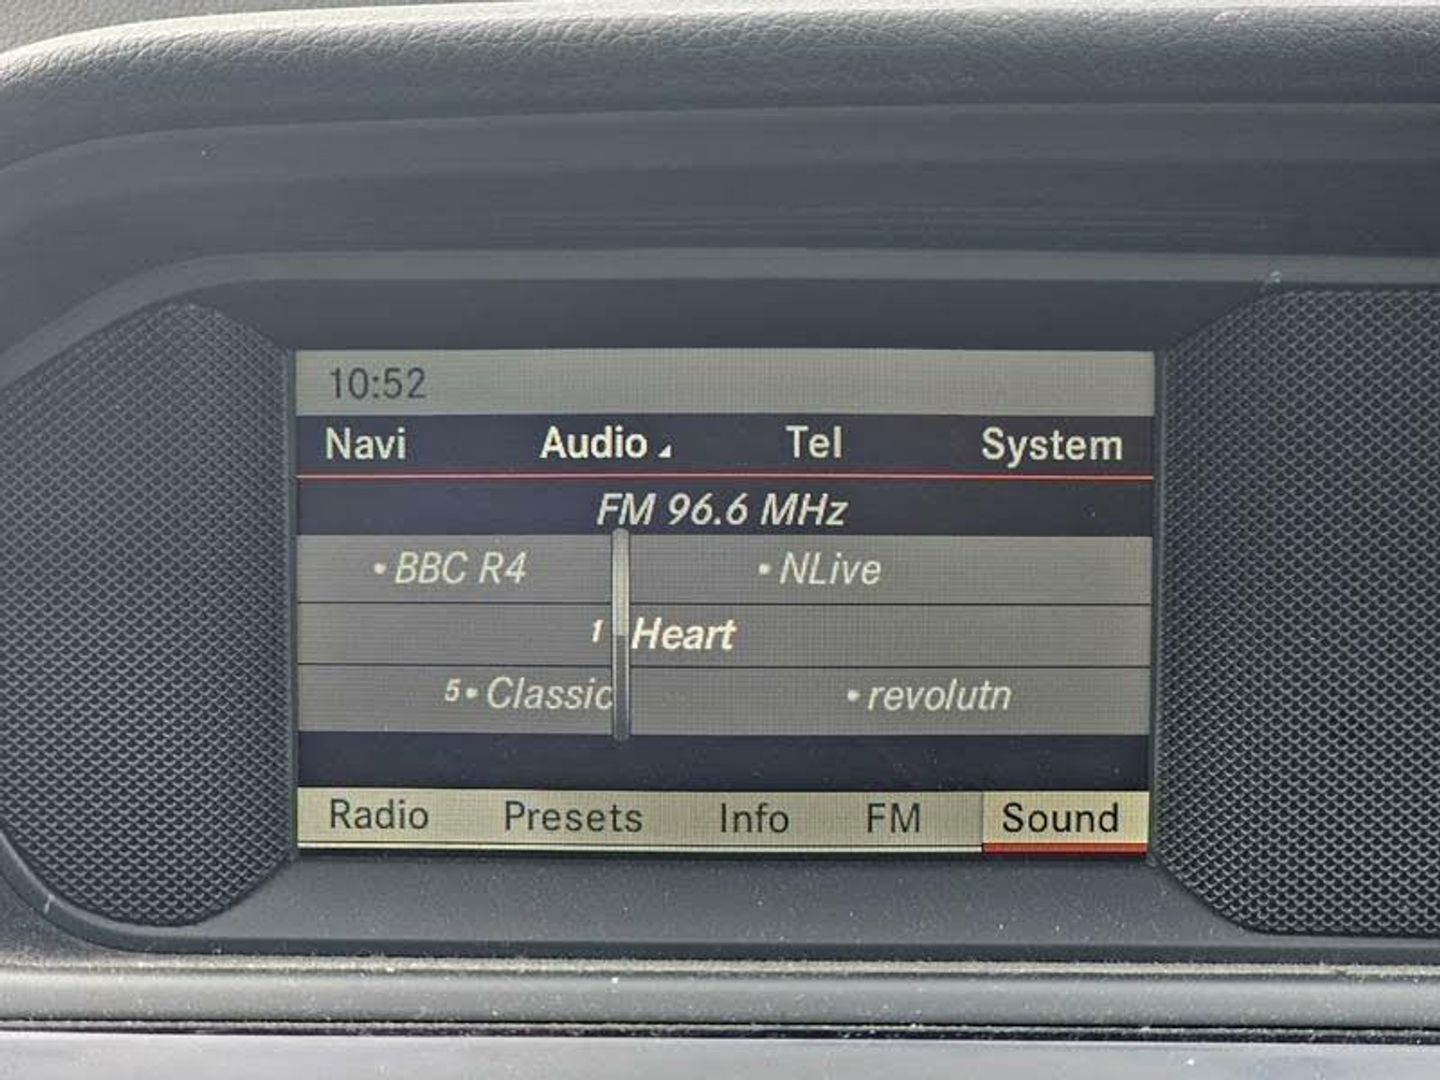 10:52
Navi Audio Tel System
FM 96.6 MHz
• BBC R4 • NLive
1 Heart
5 • Classic • revolutn
Radio Presets Info FM Sound